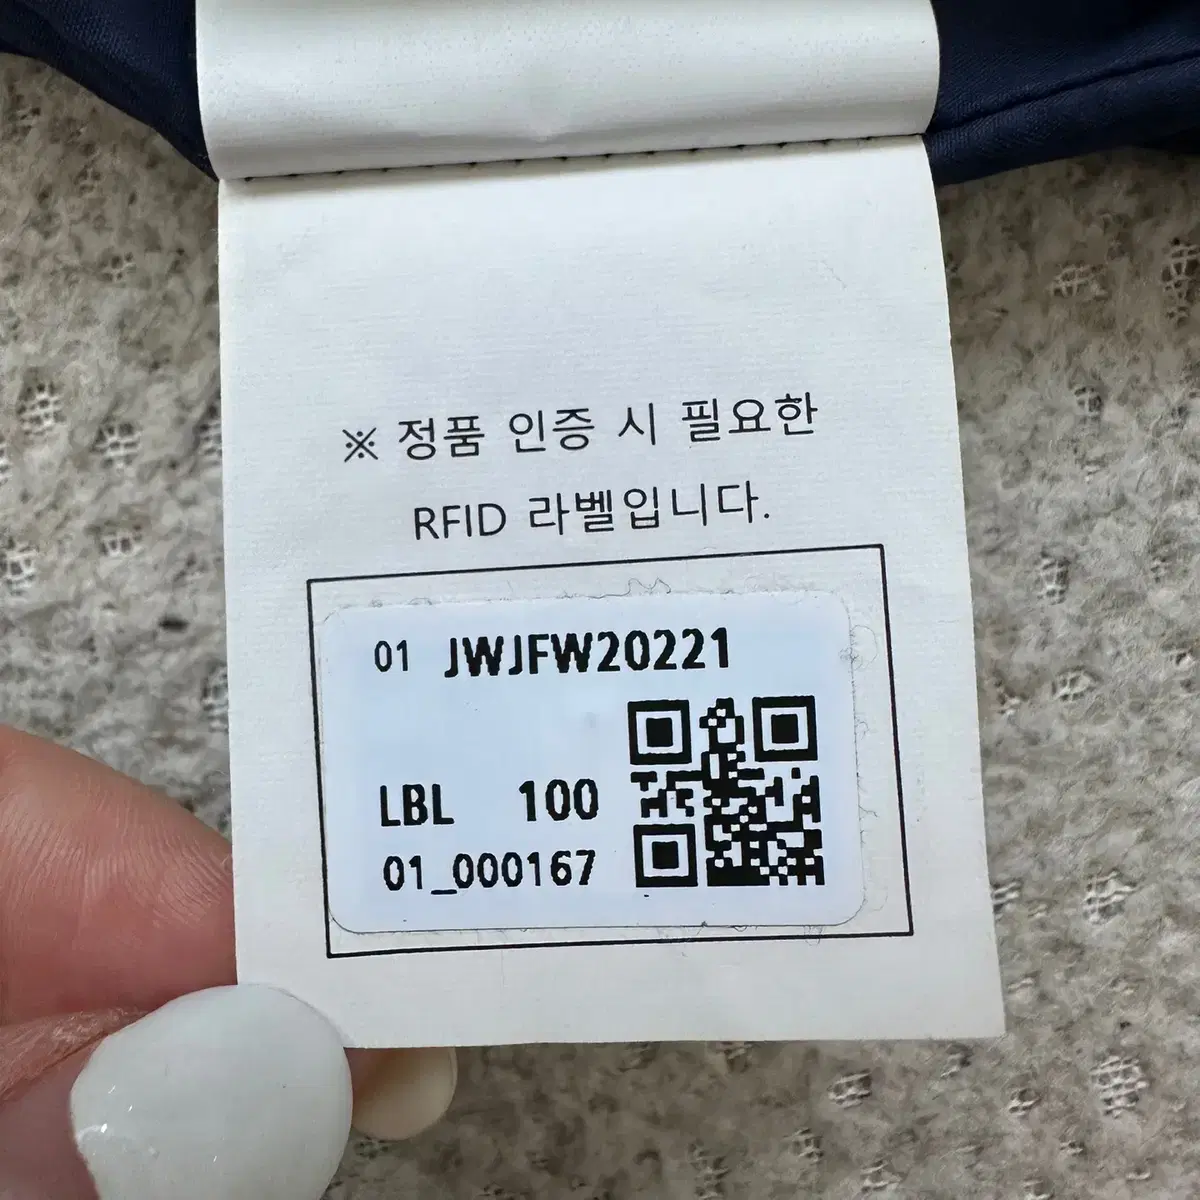 ※ 정품 인증 시 필요한
RFID 라벨입니다.
01 JWJFW20221
LBL 100
01_000167